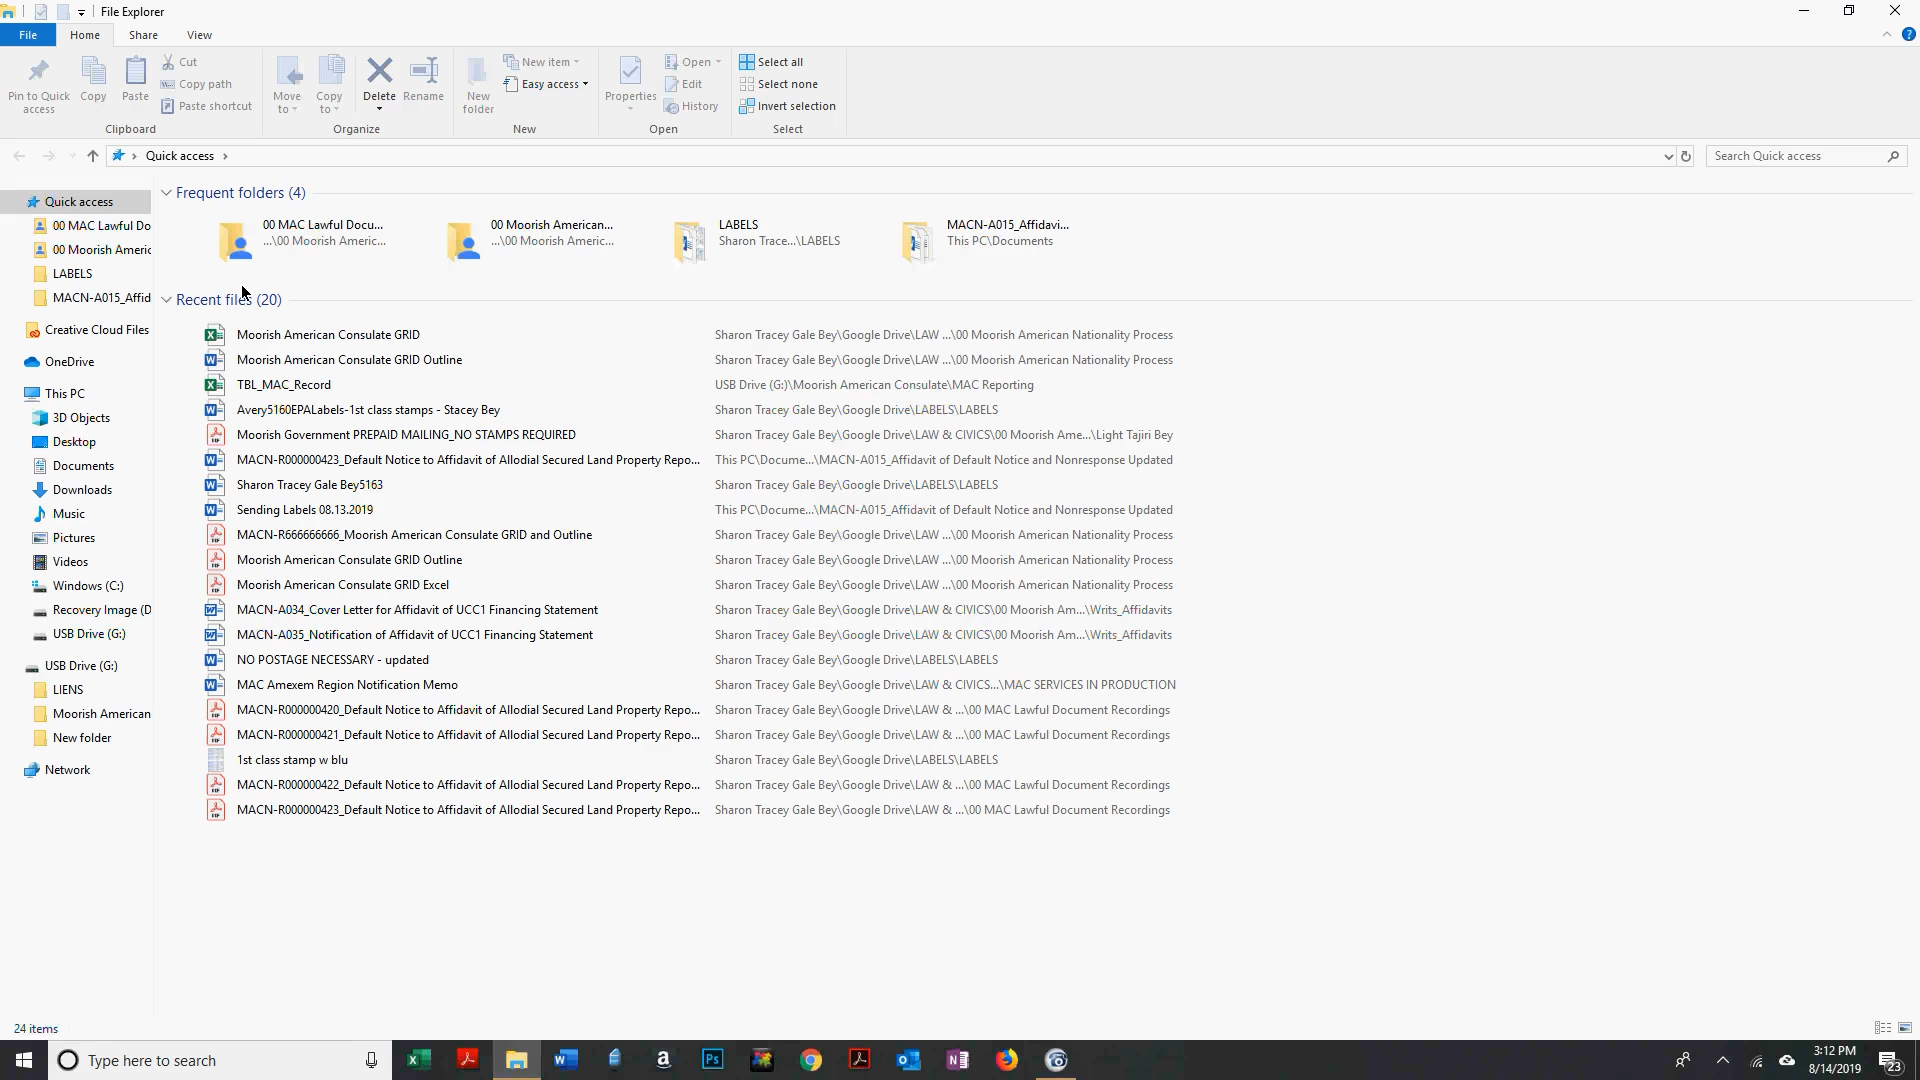 File Explorer
File Home Share View
Pin to Quick access
Copy
Paste
Cut
Copy path
Paste shortcut
Clipboard
Move to
Copy to
Delete
Rename
Organize
New folder
New item
Easy access
New
Properties
Open
Edit
History
Open
Select all
Select none
Invert selection
Select
Quick access
Search Quick access
Quick access
00 MAC Lawful Do
00 Moorish Americ
LABELS
MACN-A015_Affid
Creative Cloud Files
OneDrive
This PC
3D Objects
Desktop
Documents
Downloads
Music
Pictures
Videos
Windows (C:)
Recovery Image (D
USB Drive (G:)
USB Drive (G:)
LIENS
Moorish American
New folder
Network
Frequent folders (4)
00 MAC Lawful Docu...
...\00 Moorish Americ...
00 Moorish American...
...\00 Moorish Americ...
LABELS
Sharon Trace...\LABELS
MACN-A015_Affidavi...
This PC\Documents
Recent files (20)
Moorish American Consulate GRID Sharon Tracey Gale Bey\Google Drive\LAW ...\00 Moorish American Nationality Process
Moorish American Consulate GRID Outline Sharon Tracey Gale Bey\Google Drive\LAW ...\00 Moorish American Nationality Process
TBL_MAC_Record USB Drive (G:)\Moorish American Consulate\MAC Reporting
Avery5160EPALabels-1st class stamps - Stacey Bey Sharon Tracey Gale Bey\Google Drive\LABELS\LABELS
Moorish Government PREPAID MAILING_NO STAMPS REQUIRED Sharon Tracey Gale Bey\Google Drive\LAW & CIVICS\00 Moorish Ame...\Light Tajiri Bey
MACN-R000000423_Default Notice to Affidavit of Allodial Secured Land Property Repo... This PC\Docume...\MACN-A015_Affidavit of Default Notice and Nonresponse Updated
Sharon Tracey Gale Bey5163 Sharon Tracey Gale Bey\Google Drive\LABELS\LABELS
Sending Labels 08.13.2019 This PC\Docume...\MACN-A015_Affidavit of Default Notice and Nonresponse Updated
MACN-R666666666_Moorish American Consulate GRID and Outline Sharon Tracey Gale Bey\Google Drive\LAW ...\00 Moorish American Nationality Process
Moorish American Consulate GRID Outline Sharon Tracey Gale Bey\Google Drive\LAW ...\00 Moorish American Nationality Process
Moorish American Consulate GRID Excel Sharon Tracey Gale Bey\Google Drive\LAW ...\00 Moorish American Nationality Process
MACN-A034_Cover Letter for Affidavit of UCC1 Financing Statement Sharon Tracey Gale Bey\Google Drive\LAW & CIVICS\00 Moorish Am...\Writs_Affidavits
MACN-A035_Notification of Affidavit of UCC1 Financing Statement Sharon Tracey Gale Bey\Google Drive\LAW & CIVICS\00 Moorish Am...\Writs_Affidavits
NO POSTAGE NECESSARY - updated Sharon Tracey Gale Bey\Google Drive\LABELS\LABELS
MAC Amexem Region Notification Memo Sharon Tracey Gale Bey\Google Drive\LAW & CIVICS...\MAC SERVICES IN PRODUCTION
MACN-R000000420_Default Notice to Affidavit of Allodial Secured Land Property Repo... Sharon Tracey Gale Bey\Google Drive\LAW & ...\00 MAC Lawful Document Recordings
MACN-R000000421_Default Notice to Affidavit of Allodial Secured Land Property Repo... Sharon Tracey Gale Bey\Google Drive\LAW & ...\00 MAC Lawful Document Recordings
1st class stamp w blu Sharon Tracey Gale Bey\Google Drive\LABELS\LABELS
MACN-R000000422_Default Notice to Affidavit of Allodial Secured Land Property Repo... Sharon Tracey Gale Bey\Google Drive\LAW & ...\00 MAC Lawful Document Recordings
MACN-R000000423_Default Notice to Affidavit of Allodial Secured Land Property Repo... Sharon Tracey Gale Bey\Google Drive\LAW & ...\00 MAC Lawful Document Recordings
24 items
Type here to search
3:12 PM
8/14/2019
23